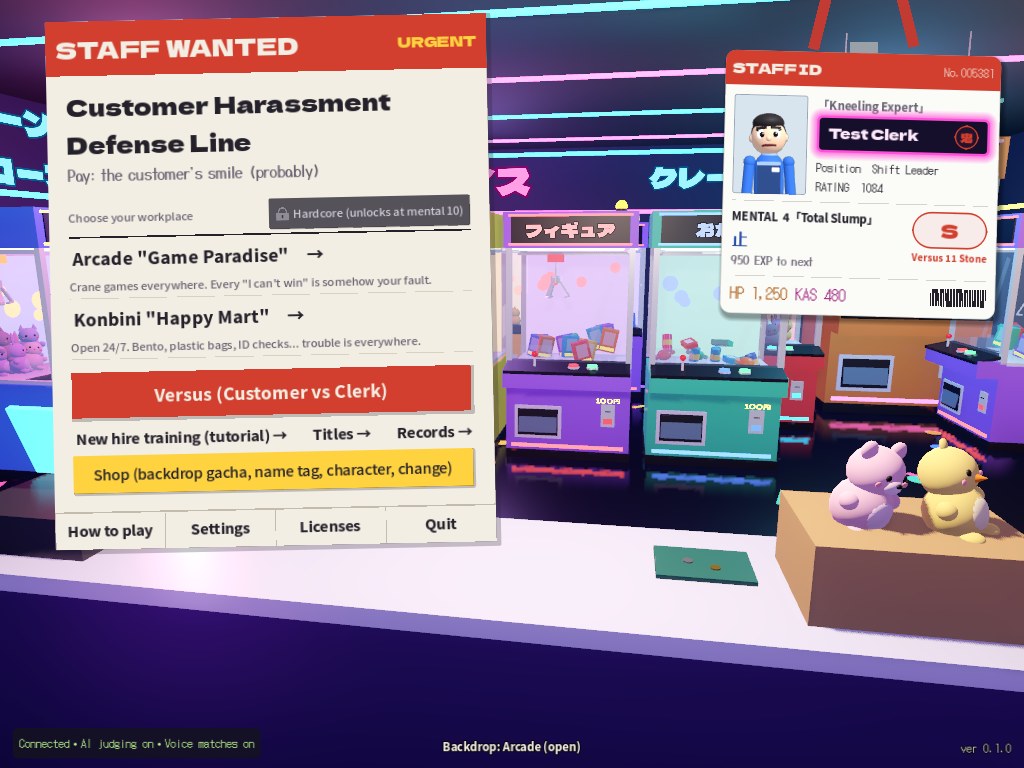 STAFF WANTED
URGENT
Customer Harassment
Defense Line
Pay: the customer's smile (probably)
Choose your workplace
Hardcore (unlocks at mental 10)
Arcade "Game Paradise" →
Crane games everywhere. Every "I can't win" is somehow your fault.
Konbini "Happy Mart" →
Open 24/7. Bento, plastic bags, ID checks... trouble is everywhere.
Versus (Customer vs Clerk)
New hire training (tutorial) →
Titles →
Records →
Shop (backdrop gacha, name tag, character, change)
How to play
Settings
Licenses
Quit
STAFF ID
No. 005381
「Kneeling Expert」
Test Clerk
Position Shift Leader
RATING 1084
MENTAL 4「Total Slump」
止
950 EXP to next
S
Versus 11 Stone
HP 1,250 KAS 480
フィギュア
100円
100円
Connected • AI judging on • Voice matches on
Backdrop: Arcade (open)
ver 0.1.0